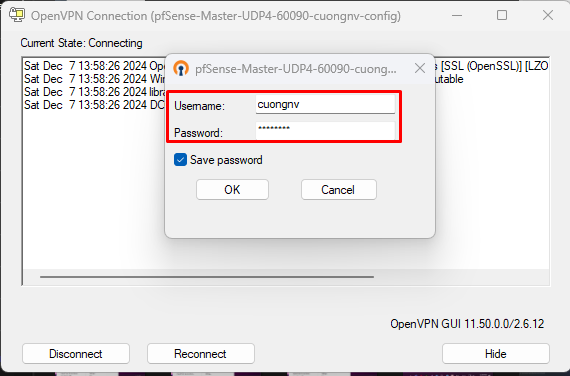 OpenVPN Connection (pfSense-Master-UDP4-60090-cuongnv-config)
Current State: Connecting
pfSense-Master-UDP4-60090-cuong...
Sat Dec 7 13:58:26 2024 Ope s [SSL (OpenSSL)] [LZO
Sat Dec 7 13:58:26 2024 Win utable
Sat Dec 7 13:58:26 2024 libra
Sat Dec 7 13:58:26 2024 DC
Username: cuongnv
Password: ********
Save password
OK Cancel
OpenVPN GUI 11.50.0.0/2.6.12
Disconnect Reconnect Hide